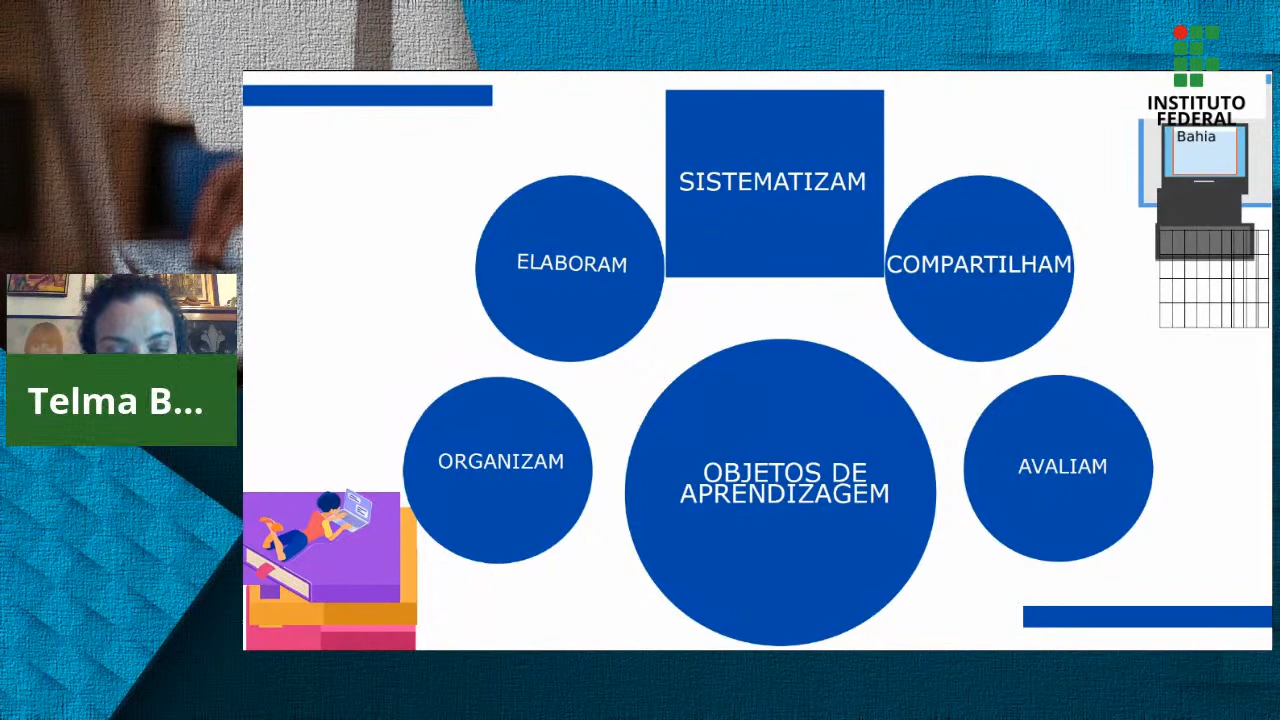 INSTITUTO
FEDERAL
Bahia
SISTEMATIZAM
ELABORAM
COMPARTILHAM
Telma B...
ORGANIZAM
OBJETOS DE
APRENDIZAGEM
AVALIAM